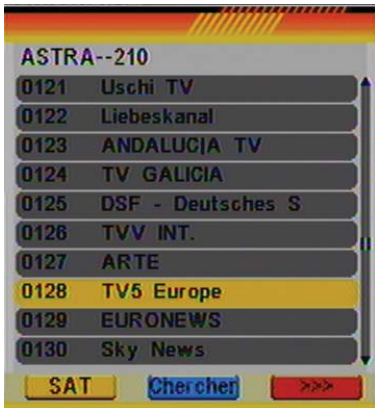 ASTRA--210
0121 Uschi TV
0122 Liebeskanal
0123 ANDALUCIA TV
0124 TV GALICIA
0125 DSF - Deutsches S
0126 TVV INT.
0127 ARTE
0128 TV5 Europe
0129 EURONEWS
0130 Sky News
SAT Chercher >>>